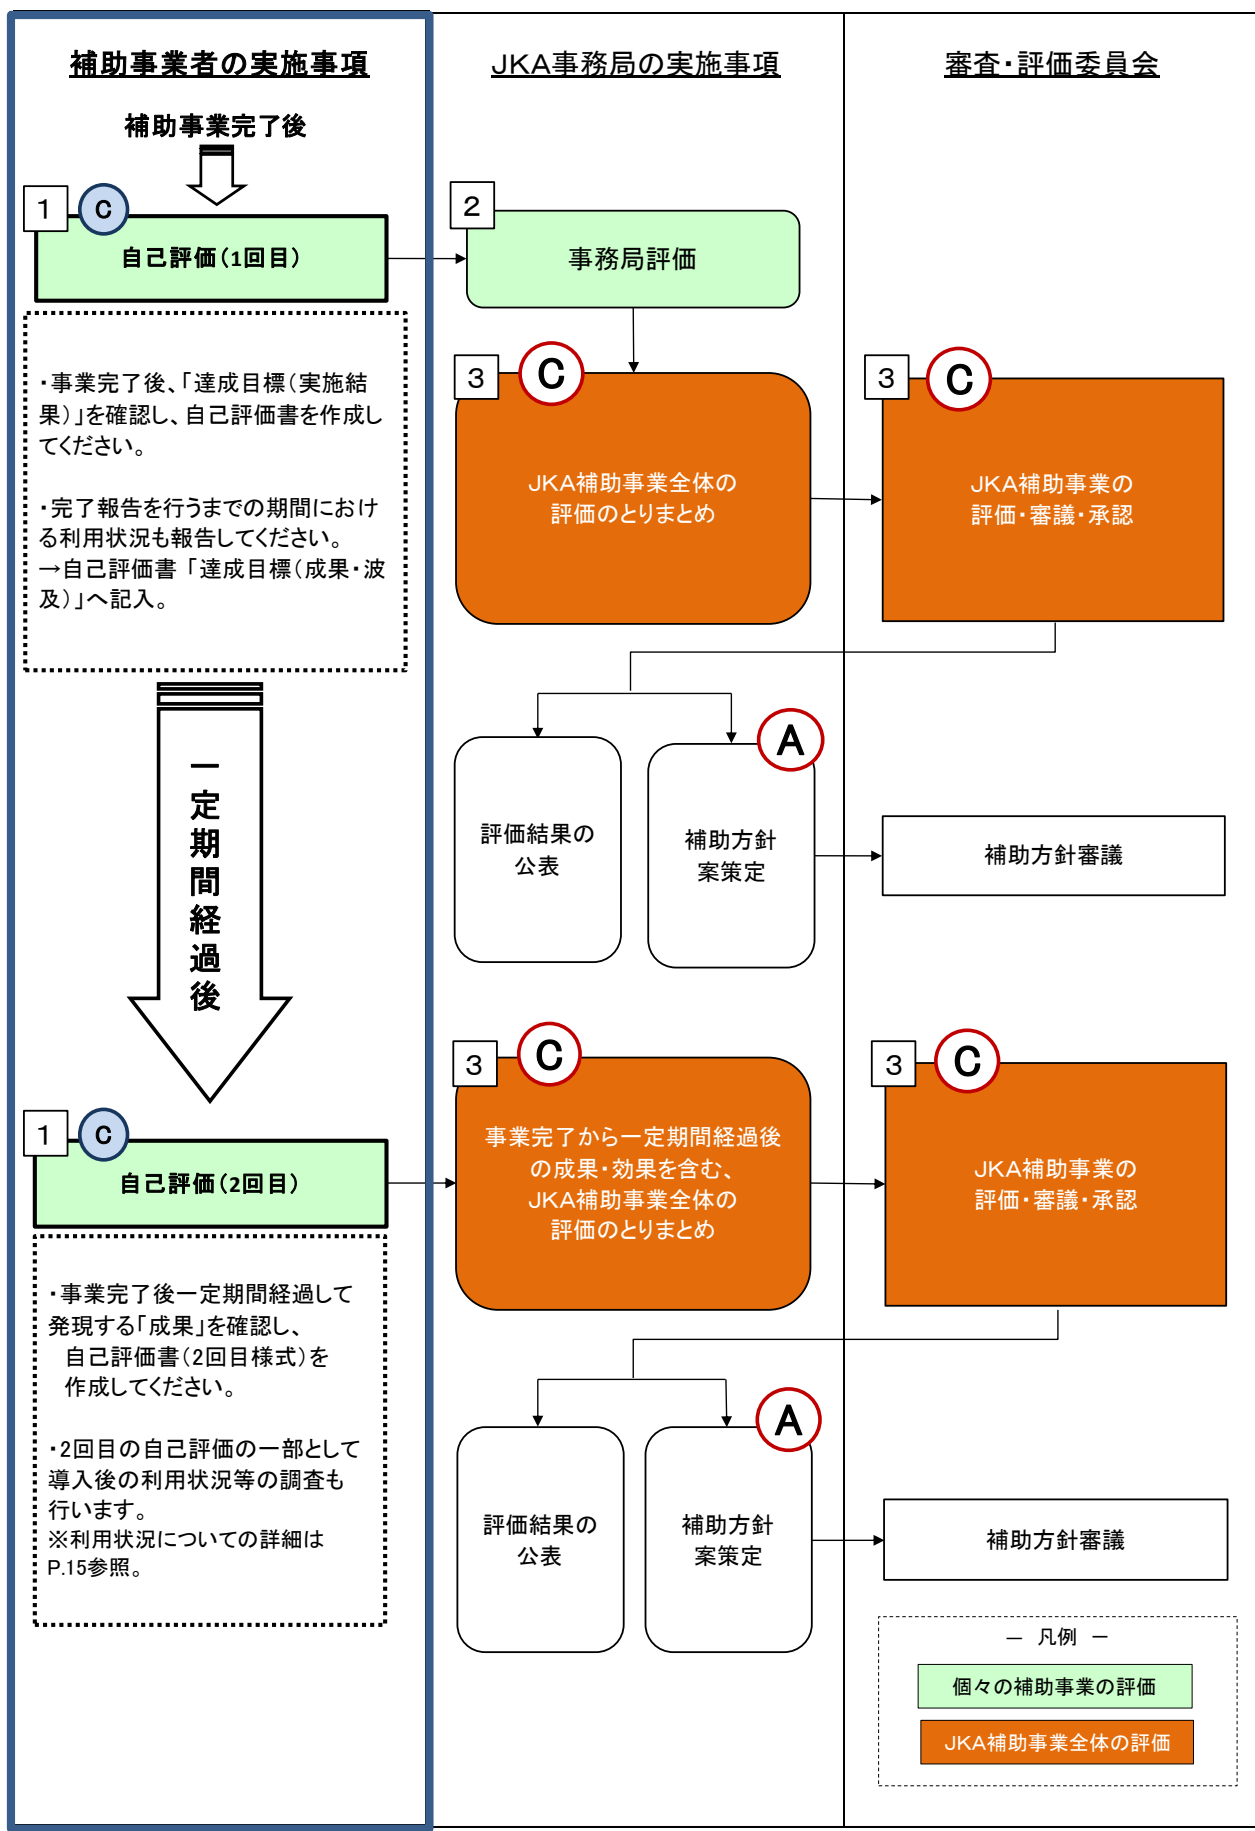 補助事業者の実施事項
JKA事務局の実施事項
審査・評価委員会
補助事業完了後
1
C
自己評価(1回目)
2
事務局評価
・事業完了後、「達成目標(実施結
果)」を確認し、自己評価書を作成し
てください。
・完了報告を行うまでの期間におけ
る利用状況も報告してください。
→自己評価書 「達成目標(成果・波
及)」へ記入。
3
C
JKA補助事業全体の
評価のとりまとめ
3
C
JKA補助事業の
評価・審議・承認
一定期間経過後
評価結果の
公表
A
補助方針
案策定
補助方針審議
1
C
自己評価(2回目)
3
C
事業完了から一定期間経過後
の成果・効果を含む、
JKA補助事業全体の
評価のとりまとめ
3
C
JKA補助事業の
評価・審議・承認
・事業完了後一定期間経過して
発現する「成果」を確認し、
自己評価書(2回目様式)を
作成してください。
・2回目の自己評価の一部として
導入後の利用状況等の調査も
行います。
※利用状況についての詳細は
P.15参照。
評価結果の
公表
A
補助方針
案策定
補助方針審議
― 凡例 ―
個々の補助事業の評価
JKA補助事業全体の評価